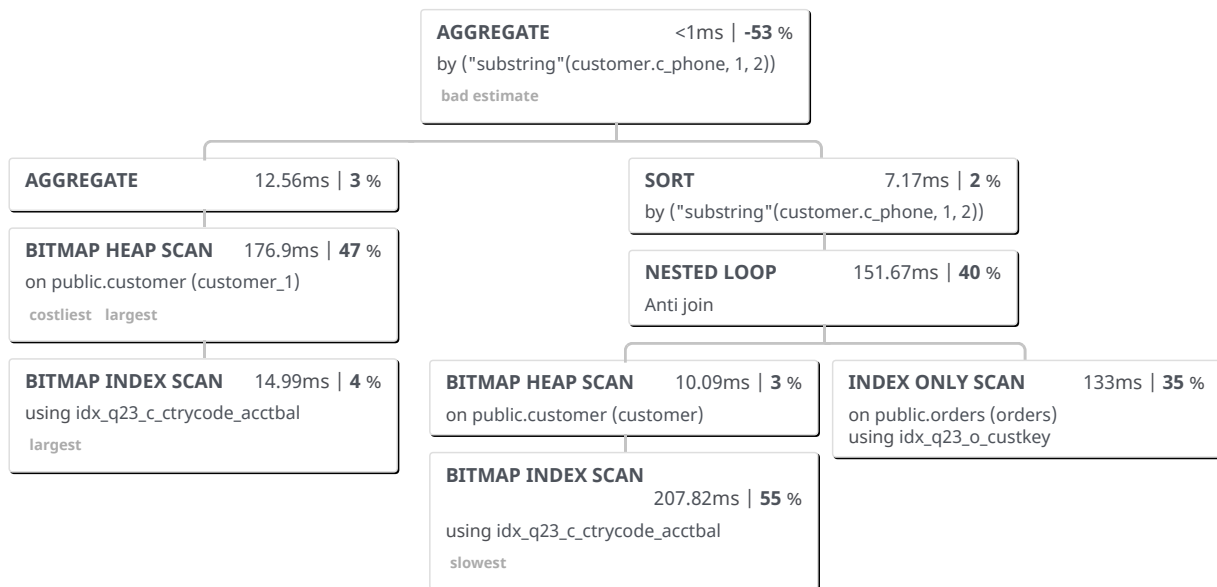 AGGREGATE <1ms | -53 %
by ("substring"(customer.c_phone, 1, 2))
bad estimate
AGGREGATE 12.56ms | 3 %
BITMAP HEAP SCAN 176.9ms | 47 %
on public.customer (customer_1)
costliest largest
BITMAP INDEX SCAN 14.99ms | 4 %
using idx_q23_c_ctrycode_acctbal
largest
SORT 7.17ms | 2 %
by ("substring"(customer.c_phone, 1, 2))
NESTED LOOP 151.67ms | 40 %
Anti join
BITMAP HEAP SCAN 10.09ms | 3 %
on public.customer (customer)
BITMAP INDEX SCAN
207.82ms | 55 %
using idx_q23_c_ctrycode_acctbal
slowest
INDEX ONLY SCAN 133ms | 35 %
on public.orders (orders)
using idx_q23_o_custkey